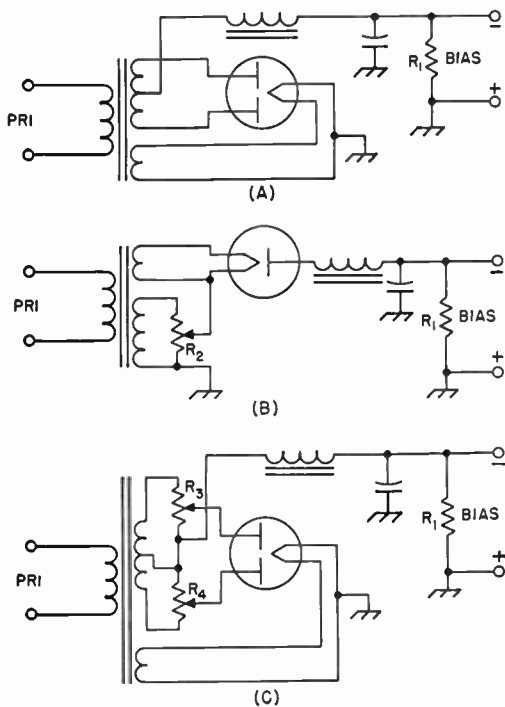 −
R1 BIAS
PRI
+
(A)
−
PRI
R1 BIAS
R2
+
(B)
−
R3
R1 BIAS
PRI
R4
+
(C)